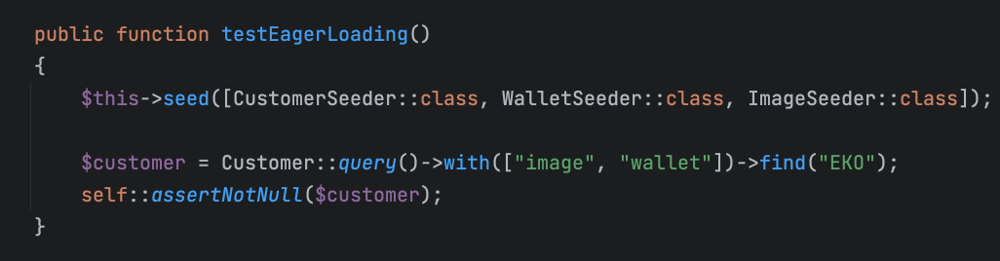 public function testEagerLoading()
{
    $this->seed([CustomerSeeder::class, WalletSeeder::class, ImageSeeder::class]);

    $customer = Customer::query()->with(["image", "wallet"])->find("EKO");
    self::assertNotNull($customer);
}